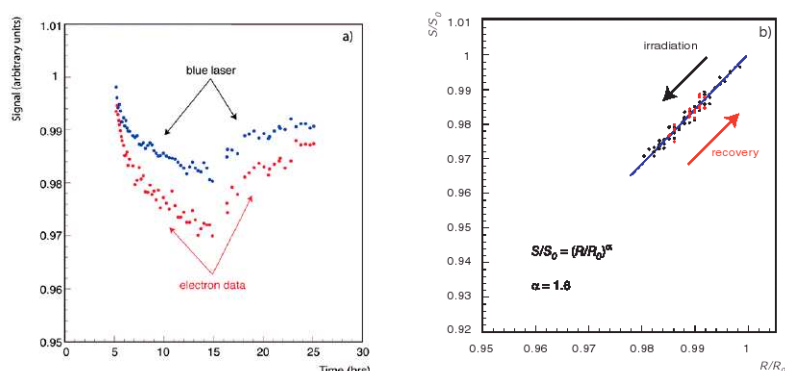 a)
Signal (arbitrary units)
1.01
1
0.99
0.98
0.97
0.96
0.95
blue laser
electron data
0
5
10
15
20
25
30
Time (hrs)
b)
S/S0
1.01
1
0.99
0.98
0.97
0.96
0.95
0.94
0.93
0.92
irradiation
recovery
S/S0 = (R/R0)^α
α = 1.6
0.95
0.96
0.97
0.98
0.99
1
R/R0